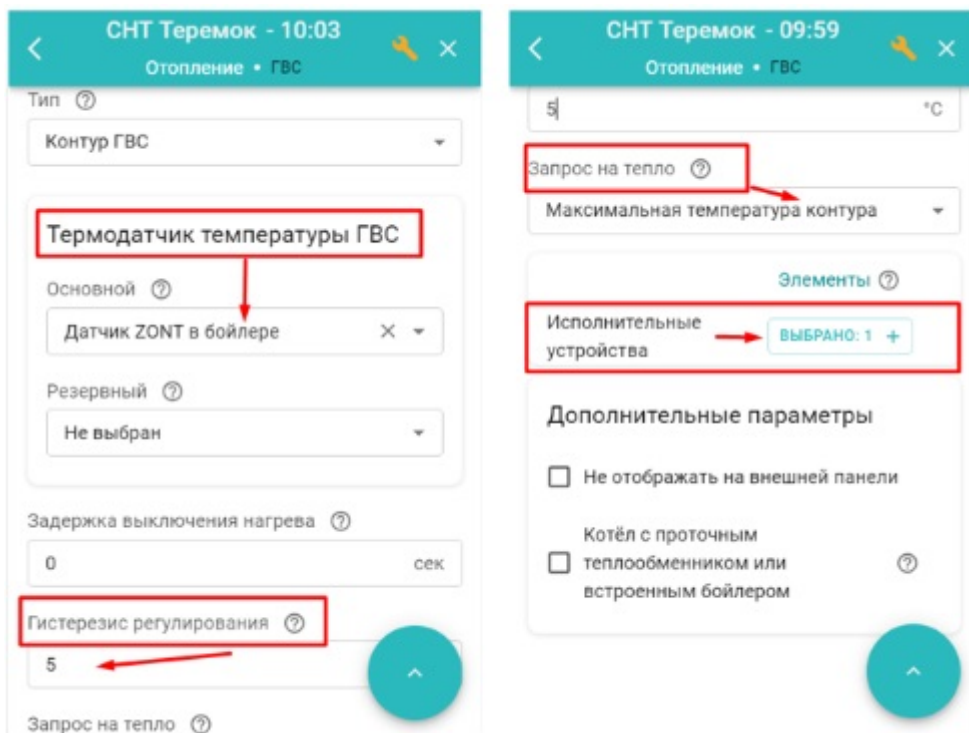 СНТ Теремок - 10:03
Отопление • ГВС
Тип
Контур ГВС
Термодатчик температуры ГВС
Основной
Датчик ZONT в бойлере
Резервный
Не выбран
Задержка выключения нагрева
0 сек
Гистерезис регулирования
5
Запрос на тепло
СНТ Теремок - 09:59
Отопление • ГВС
5 °C
Запрос на тепло
Максимальная температура контура
Элементы
Исполнительные
устройства
ВЫБРАНО: 1 +
Дополнительные параметры
Не отображать на внешней панели
Котёл с проточным
теплообменником или
встроенным бойлером